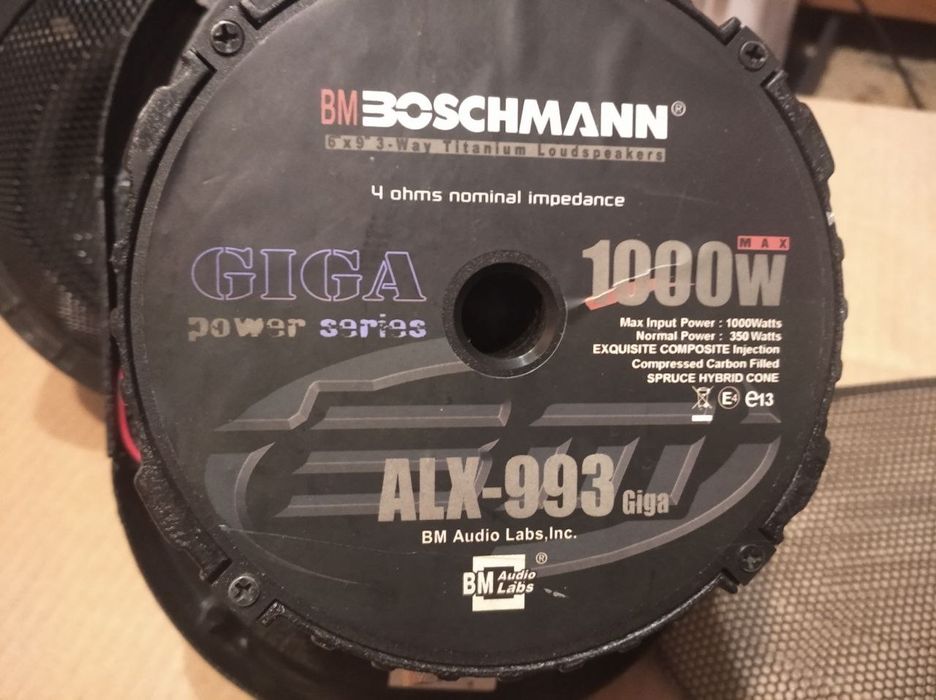 BM BOSCHMANN®
6"x9" 3-Way Titanium Loudspeakers
4 ohms nominal impedance
GIGA
power series
MAX
1000W
Max Input Power : 1000Watts
Normal Power : 350 Watts
EXQUISITE COMPOSITE Injection
Compressed Carbon Filled
SPRUCE HYBRID CONE
E4 e13
ALX-993 Giga
BM Audio Labs,Inc.
BM Audio Labs ®